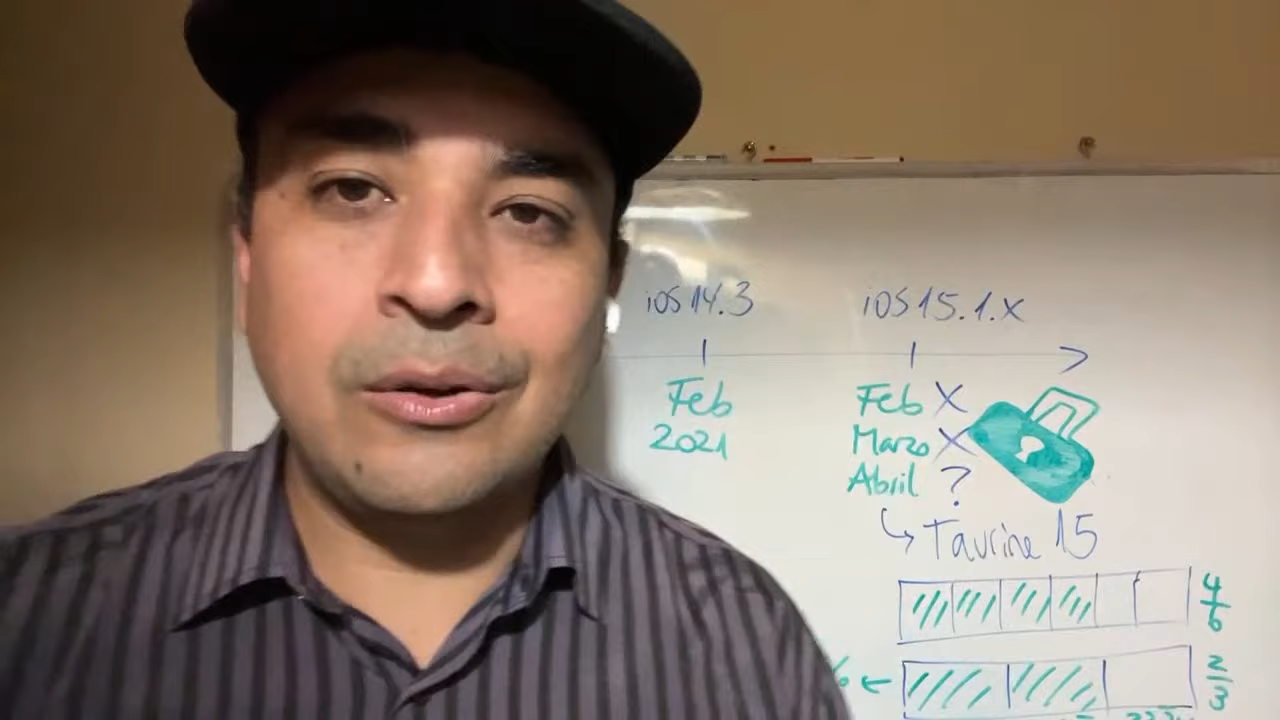 iOS 14.3
iOS 15.1.x
Feb
2021
Feb X
Marzo X
Abril ?
↳ Taurine 15
4/6
2/3